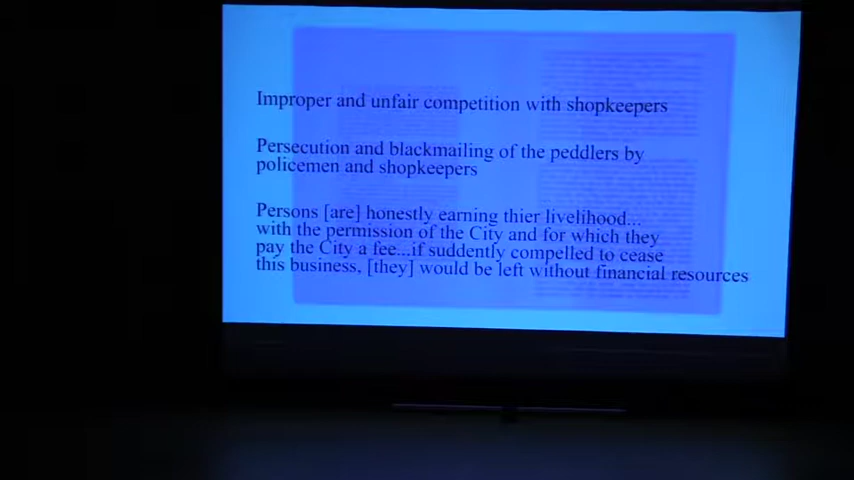 Improper and unfair competition with shopkeepers
Persecution and blackmailing of the peddlers by
policemen and shopkeepers
Persons [are] honestly earning thier livelihood...
with the permission of the City and for which they
pay the City a fee...if suddently compelled to cease
this business, [they] would be left without financial resources